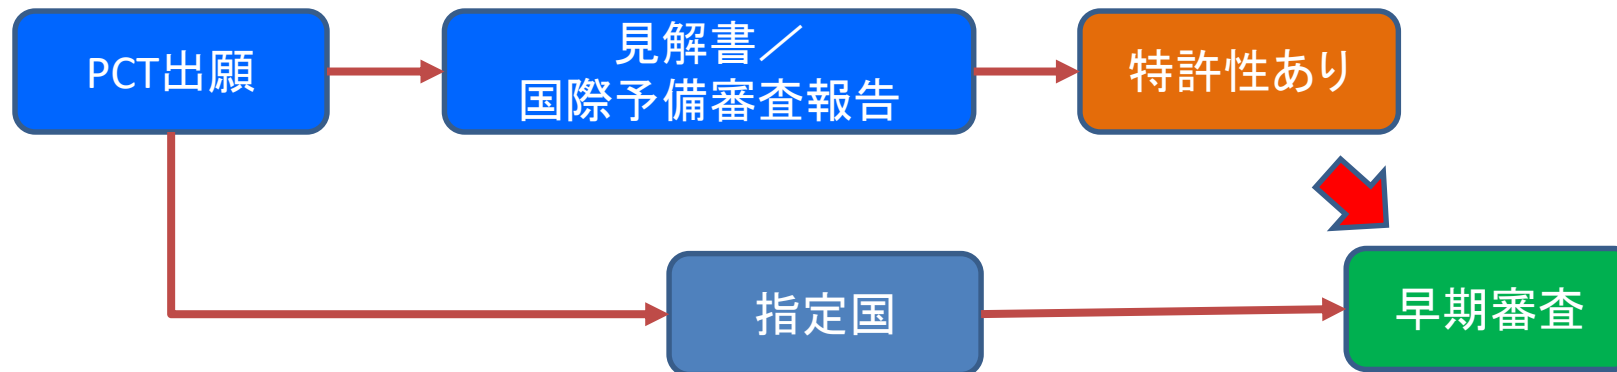 PCT出願
見解書／
国際予備審査報告
特許性あり
指定国
早期審査